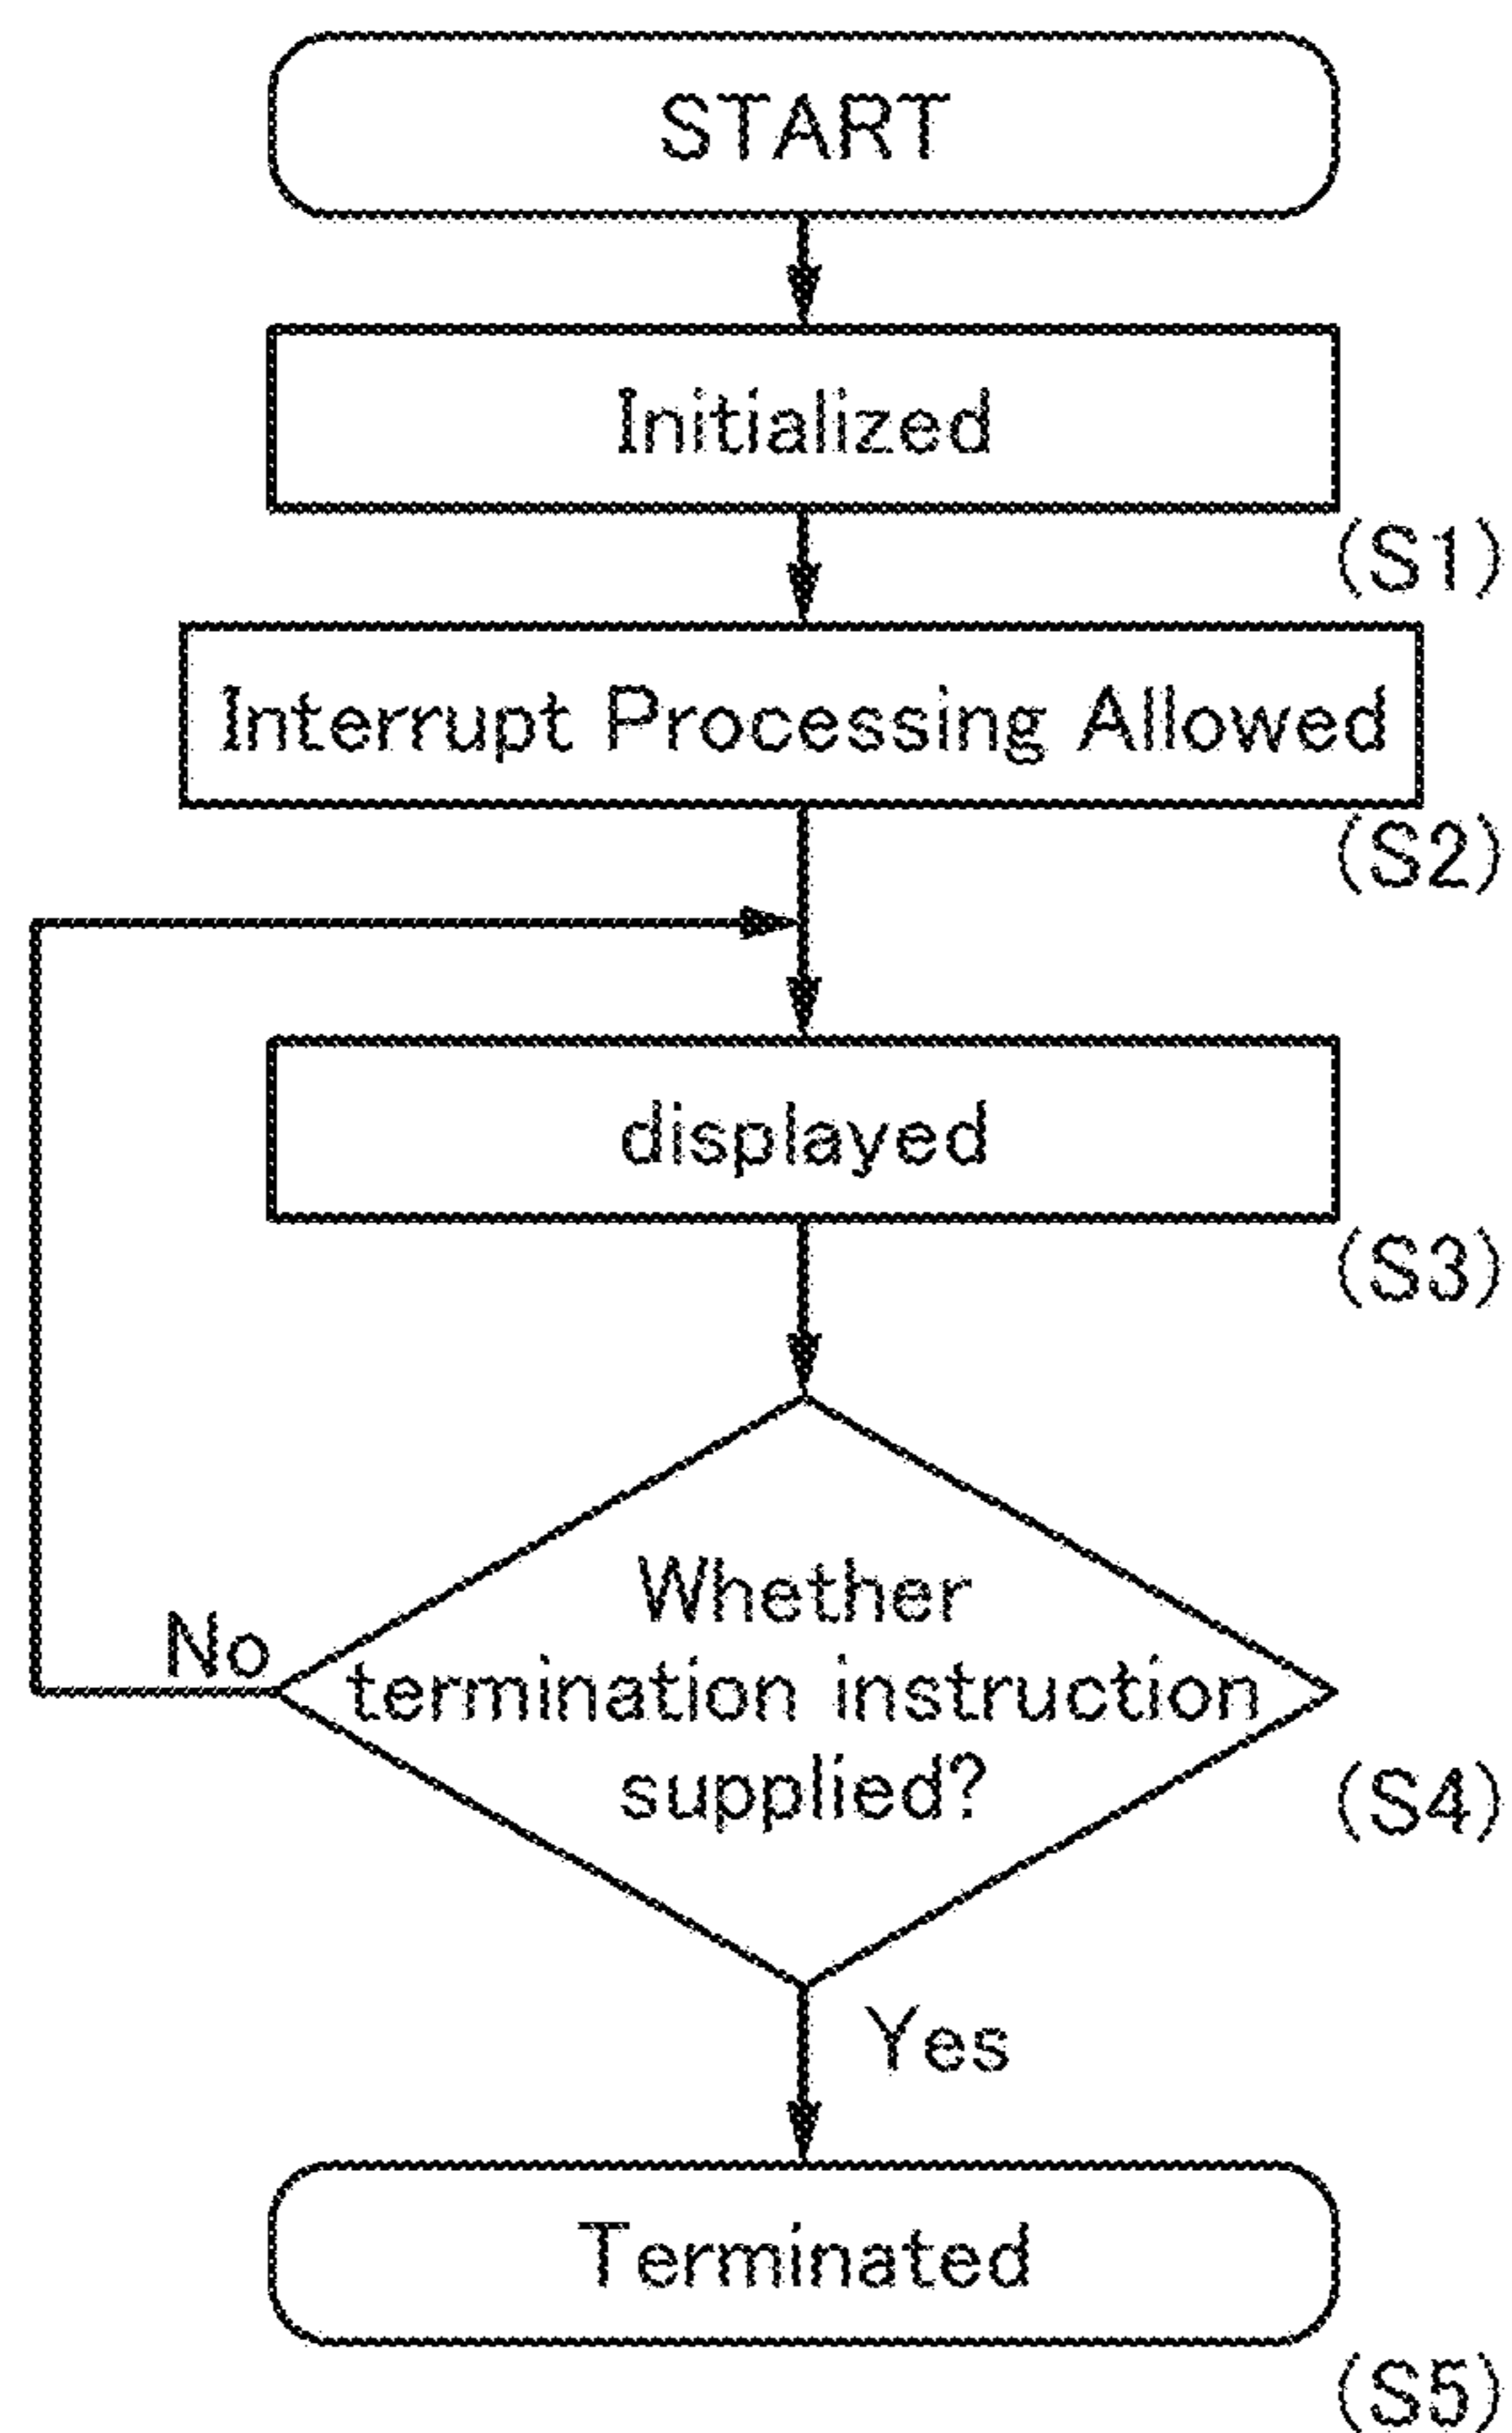 START
Initialized
(S1)
Interrupt Processing Allowed
(S2)
displayed
(S3)
Whether
No
termination instruction
supplied?
(S4)
Yes
Terminated
(S5)